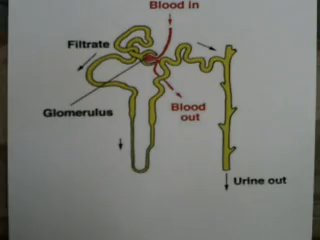 Blood in
Filtrate
Glomerulus
Blood
out
Urine out